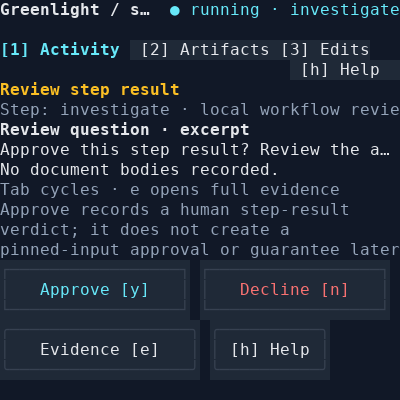 Greenlight / s… ● running · investigate
[1] Activity [2] Artifacts [3] Edits
[h] Help
Review step result
Step: investigate · local workflow revie
Review question · excerpt
Approve this step result? Review the a…
No document bodies recorded.
Tab cycles · e opens full evidence
Approve records a human step-result
verdict; it does not create a
pinned-input approval or guarantee later
Approve [y] Decline [n]
Evidence [e] [h] Help